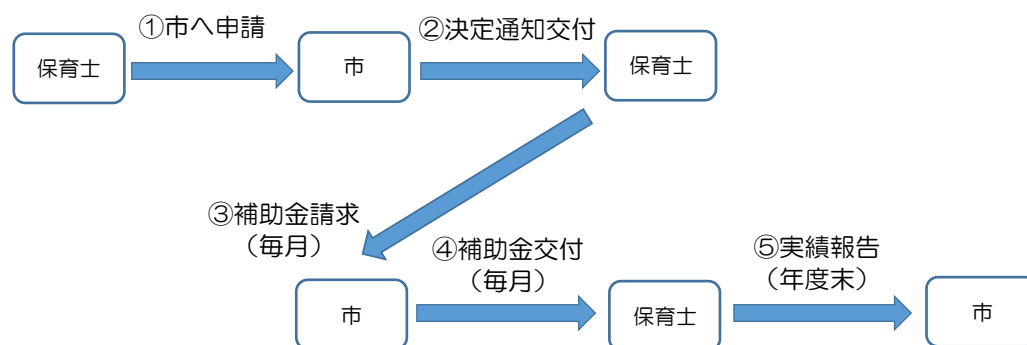 ①市へ申請
②決定通知交付
保育士
市
保育士
③補助金請求
（毎月）
④補助金交付
（毎月）
⑤実績報告
（年度末）
市
保育士
市